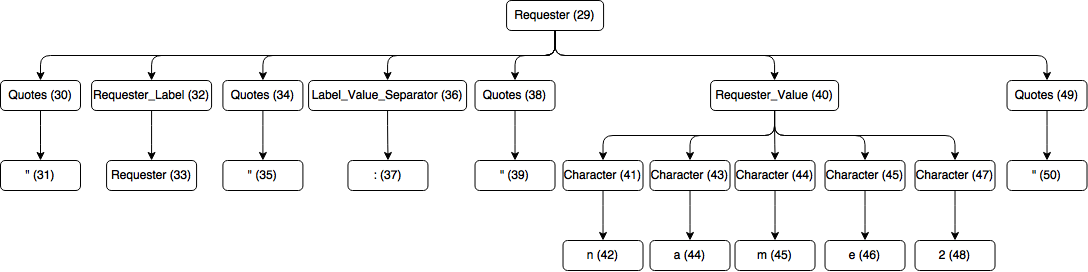 Requester (29)
Quotes (30) Requester_Label (32) Quotes (34) Label_Value_Separator (36) Quotes (38) Requester_Value (40) Quotes (49)
" (31) Requester (33) " (35) : (37) " (39) Character (41) Character (43) Character (44) Character (45) Character (47) " (50)
n (42) a (44) m (45) e (46) 2 (48)